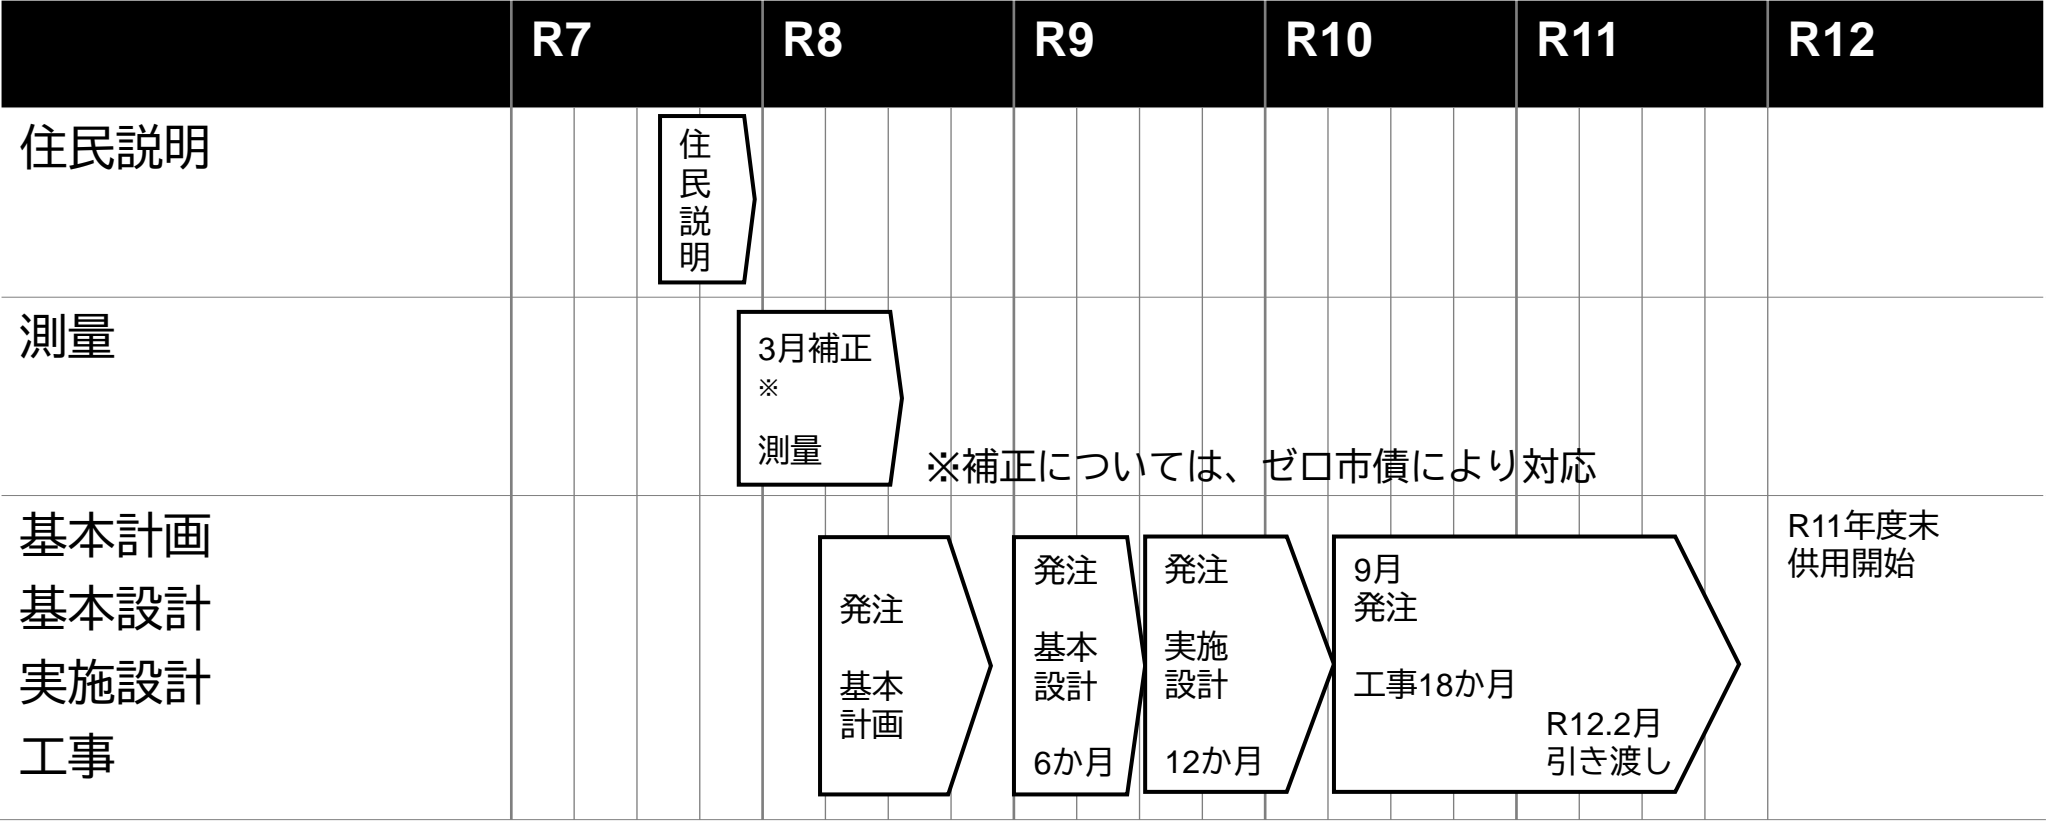 R7 R8 R9 R10 R11 R12
住民説明
住
民
説
明
測量
3月補正
※
測量
※補正については、ゼロ市債により対応
基本計画
基本設計
実施設計
工事
発注
基本
計画
発注
基本
設計
6か月
発注
実施
設計
12か月
9月
発注
工事18か月
R12.2月
引き渡し
R11年度末
供用開始